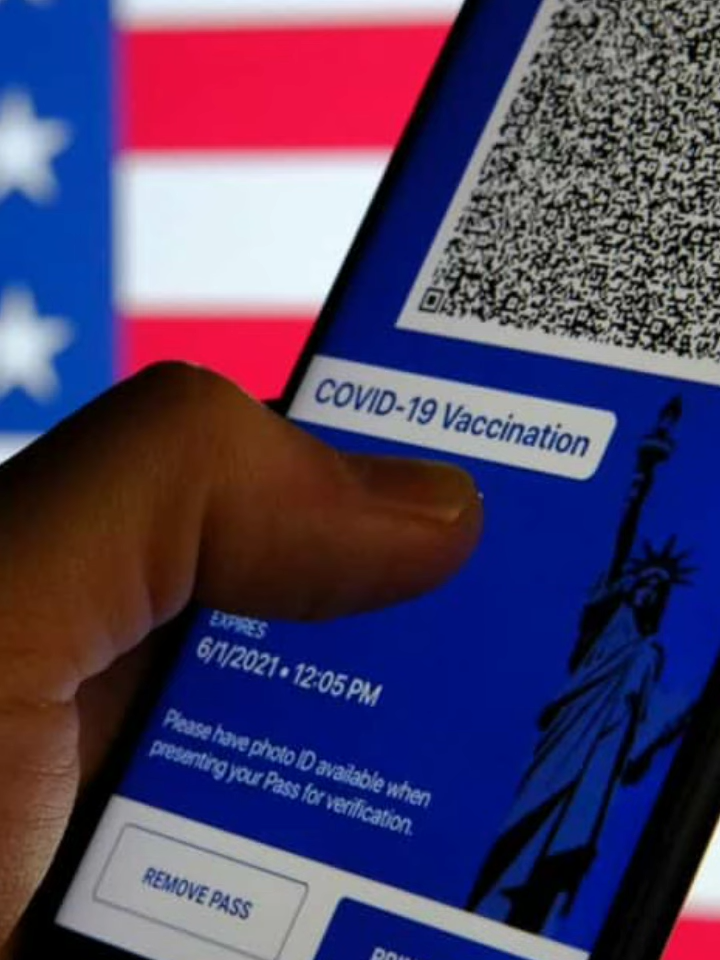 COVID-19 Vaccination
EXPIRES
6/1/2021 • 12:05 PM
Please have photo ID available when
presenting your Pass for verification.
REMOVE PASS